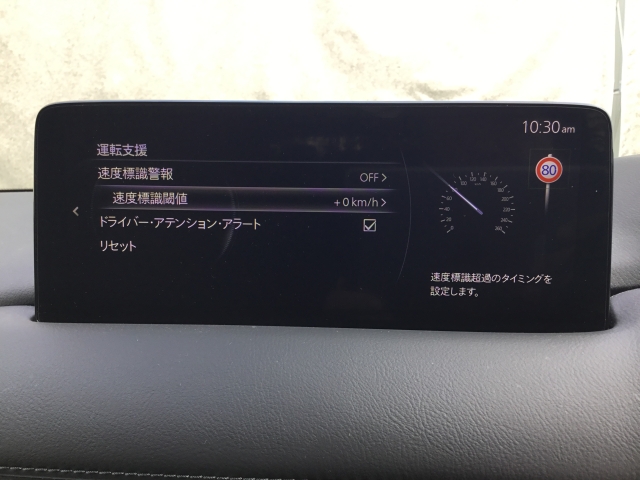 10:30am
運転支援
速度標識警報 OFF
速度標識閾値 +0km/h
ドライバー・アテンション・アラート
リセット
80
速度標識超過のタイミングを
設定します。